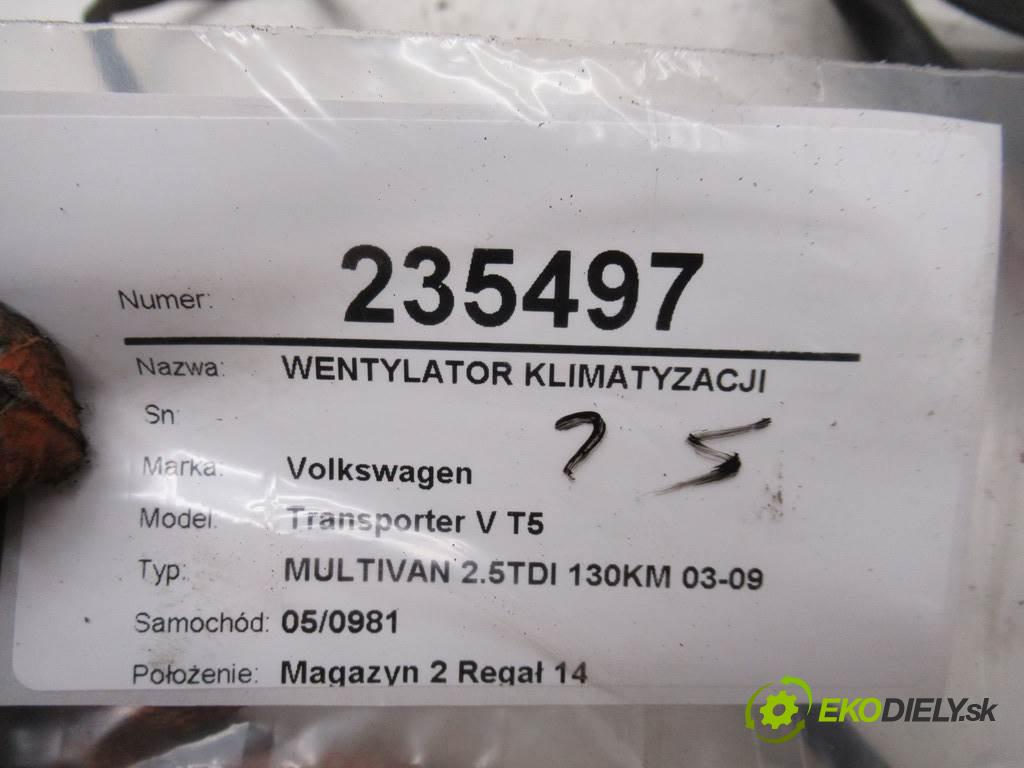 Numer: 235497
Nazwa: WENTYLATOR KLIMATYZACJI
Sn:
Marka: Volkswagen
Model: Transporter V T5
Typ: MULTIVAN 2.5TDI 130KM 03-09
Samochód: 05/0981
Położenie: Magazyn 2 Regał 14
EKODIELY.sk